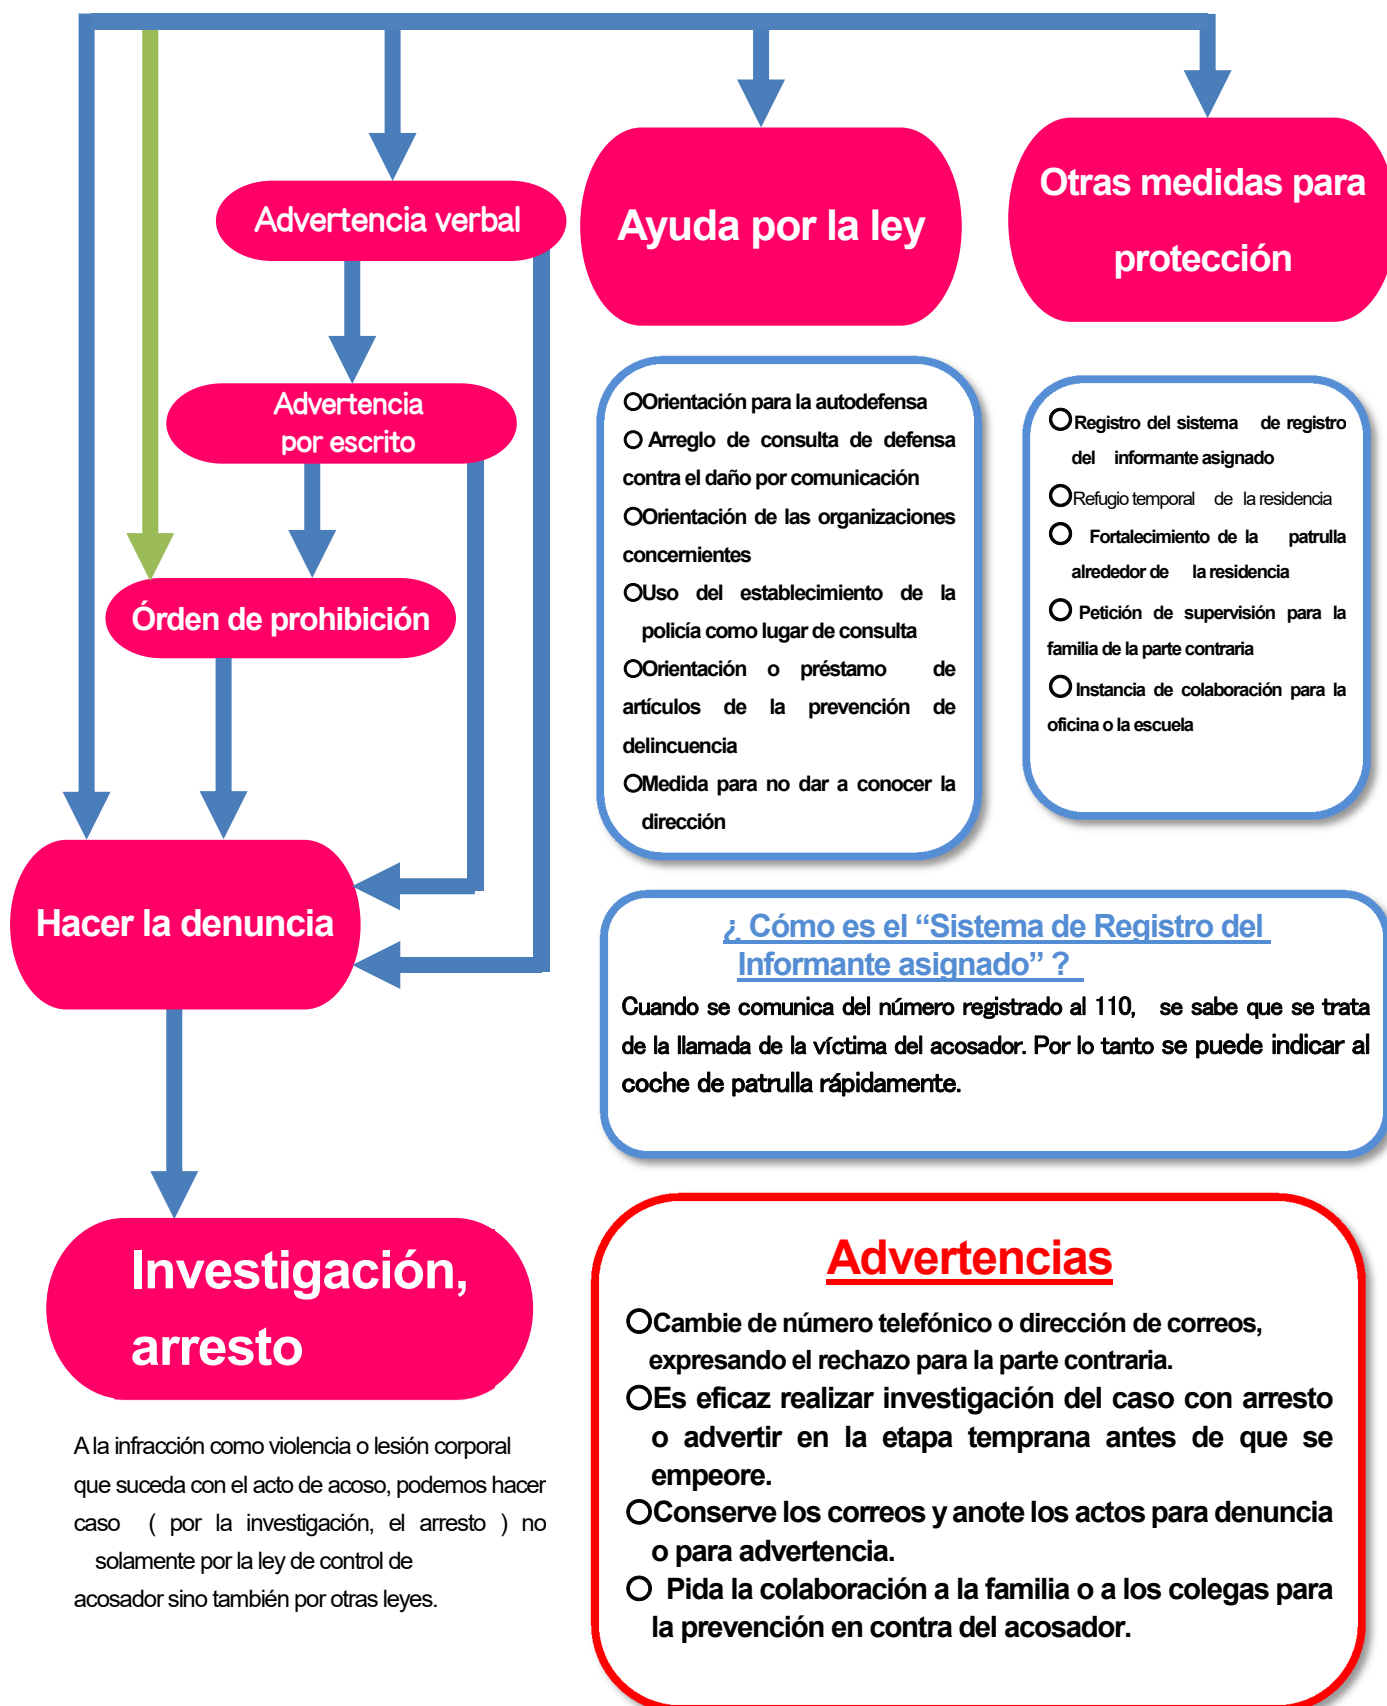 Advertencia verbal
Advertencia
por escrito
Órden de prohibición
Hacer la denuncia
Investigación,
arresto
A la infracción como violencia o lesión corporal
que suceda con el acto de acoso, podemos hacer
caso ( por la investigación, el arresto ) no
solamente por la ley de control de
acosador sino también por otras leyes.
Ayuda por la ley
○Orientación para la autodefensa
○ Arreglo de consulta de defensa
contra el daño por comunicación
○Orientación de las organizaciones
concernientes
○Uso del establecimiento de la
policía como lugar de consulta
○Orientación o préstamo de
artículos de la prevención de
delincuencia
○Medida para no dar a conocer la
dirección
Otras medidas para
protección
○Registro del sistema de registro
del informante asignado
○Refugio temporal de la residencia
○ Fortalecimiento de la patrulla
alrededor de la residencia
○ Petición de supervisión para la
familia de la parte contraria
○ Instancia de colaboración para la
oficina o la escuela
¿ Cómo es el “Sistema de Registro del
Informante asignado” ?
Cuando se comunica del número registrado al 110, se sabe que se trata
de la llamada de la víctima del acosador. Por lo tanto se puede indicar al
coche de patrulla rápidamente.
Advertencias
○Cambie de número telefónico o dirección de correos,
expresando el rechazo para la parte contraria.
○Es eficaz realizar investigación del caso con arresto
o advertir en la etapa temprana antes de que se
empeore.
○Conserve los correos y anote los actos para denuncia
o para advertencia.
○ Pida la colaboración a la familia o a los colegas para
la prevención en contra del acosador.